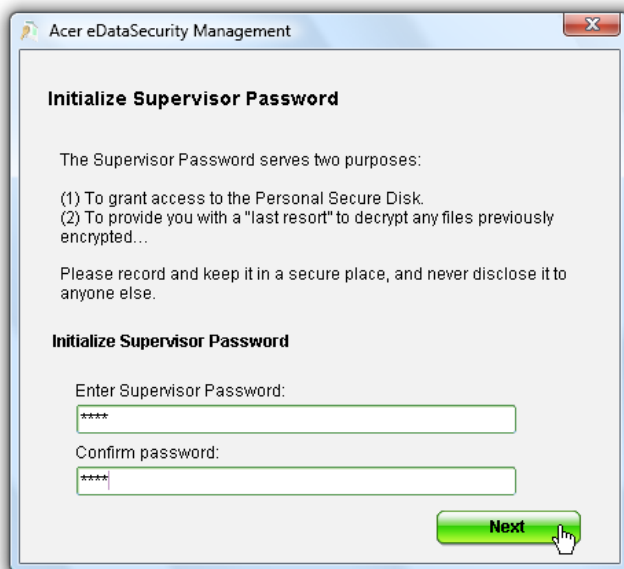 Acer eDataSecurity Management
Initialize Supervisor Password
The Supervisor Password serves two purposes:
(1) To grant access to the Personal Secure Disk.
(2) To provide you with a "last resort" to decrypt any files previously
encrypted...
Please record and keep it in a secure place, and never disclose it to
anyone else.
Initialize Supervisor Password
Enter Supervisor Password:
****
Confirm password:
****
Next